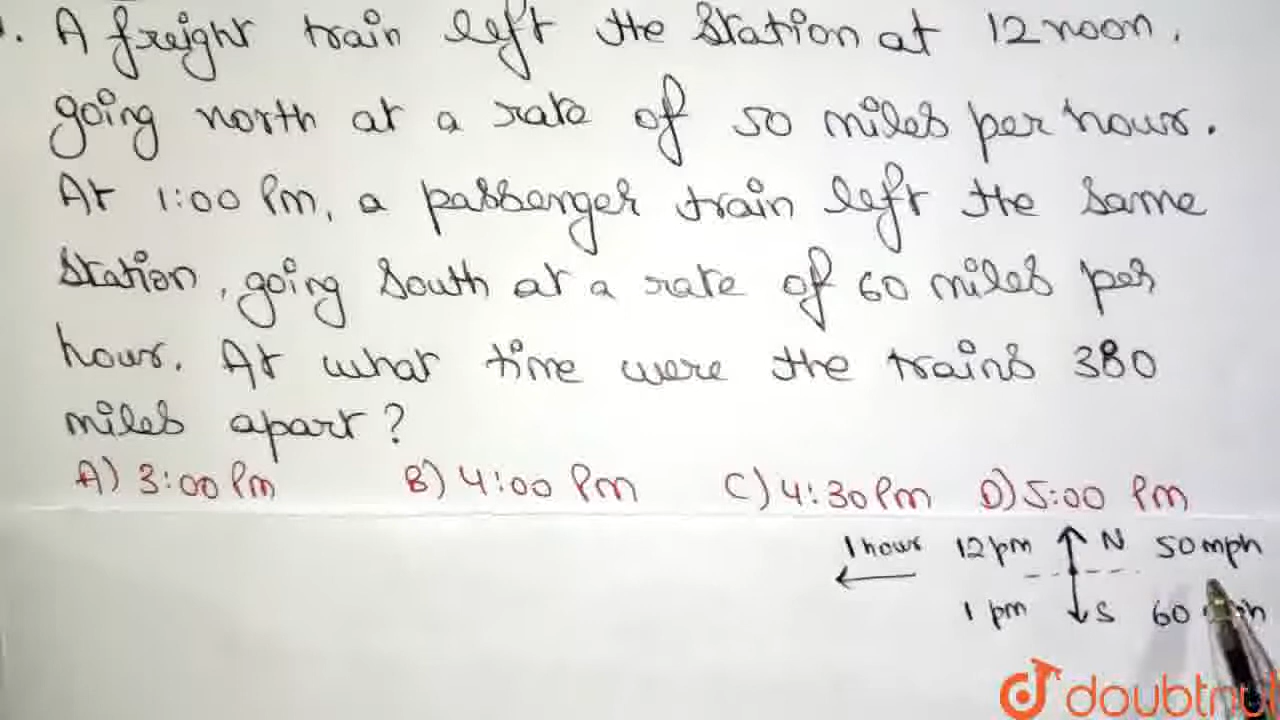 . A freight train left the Station at 12 noon,
going north at a rate of 50 miles per hour.
At 1:00 Pm, a passenger train left the same
Station, going South at a rate of 60 miles per
hour. At what time were the trains 380
miles apart?
A) 3:00 Pm B) 4:00 Pm C) 4:30 Pm D) 5:00 Pm
1 hour 12 pm N 50 mph
1 pm S 60
doubtnut